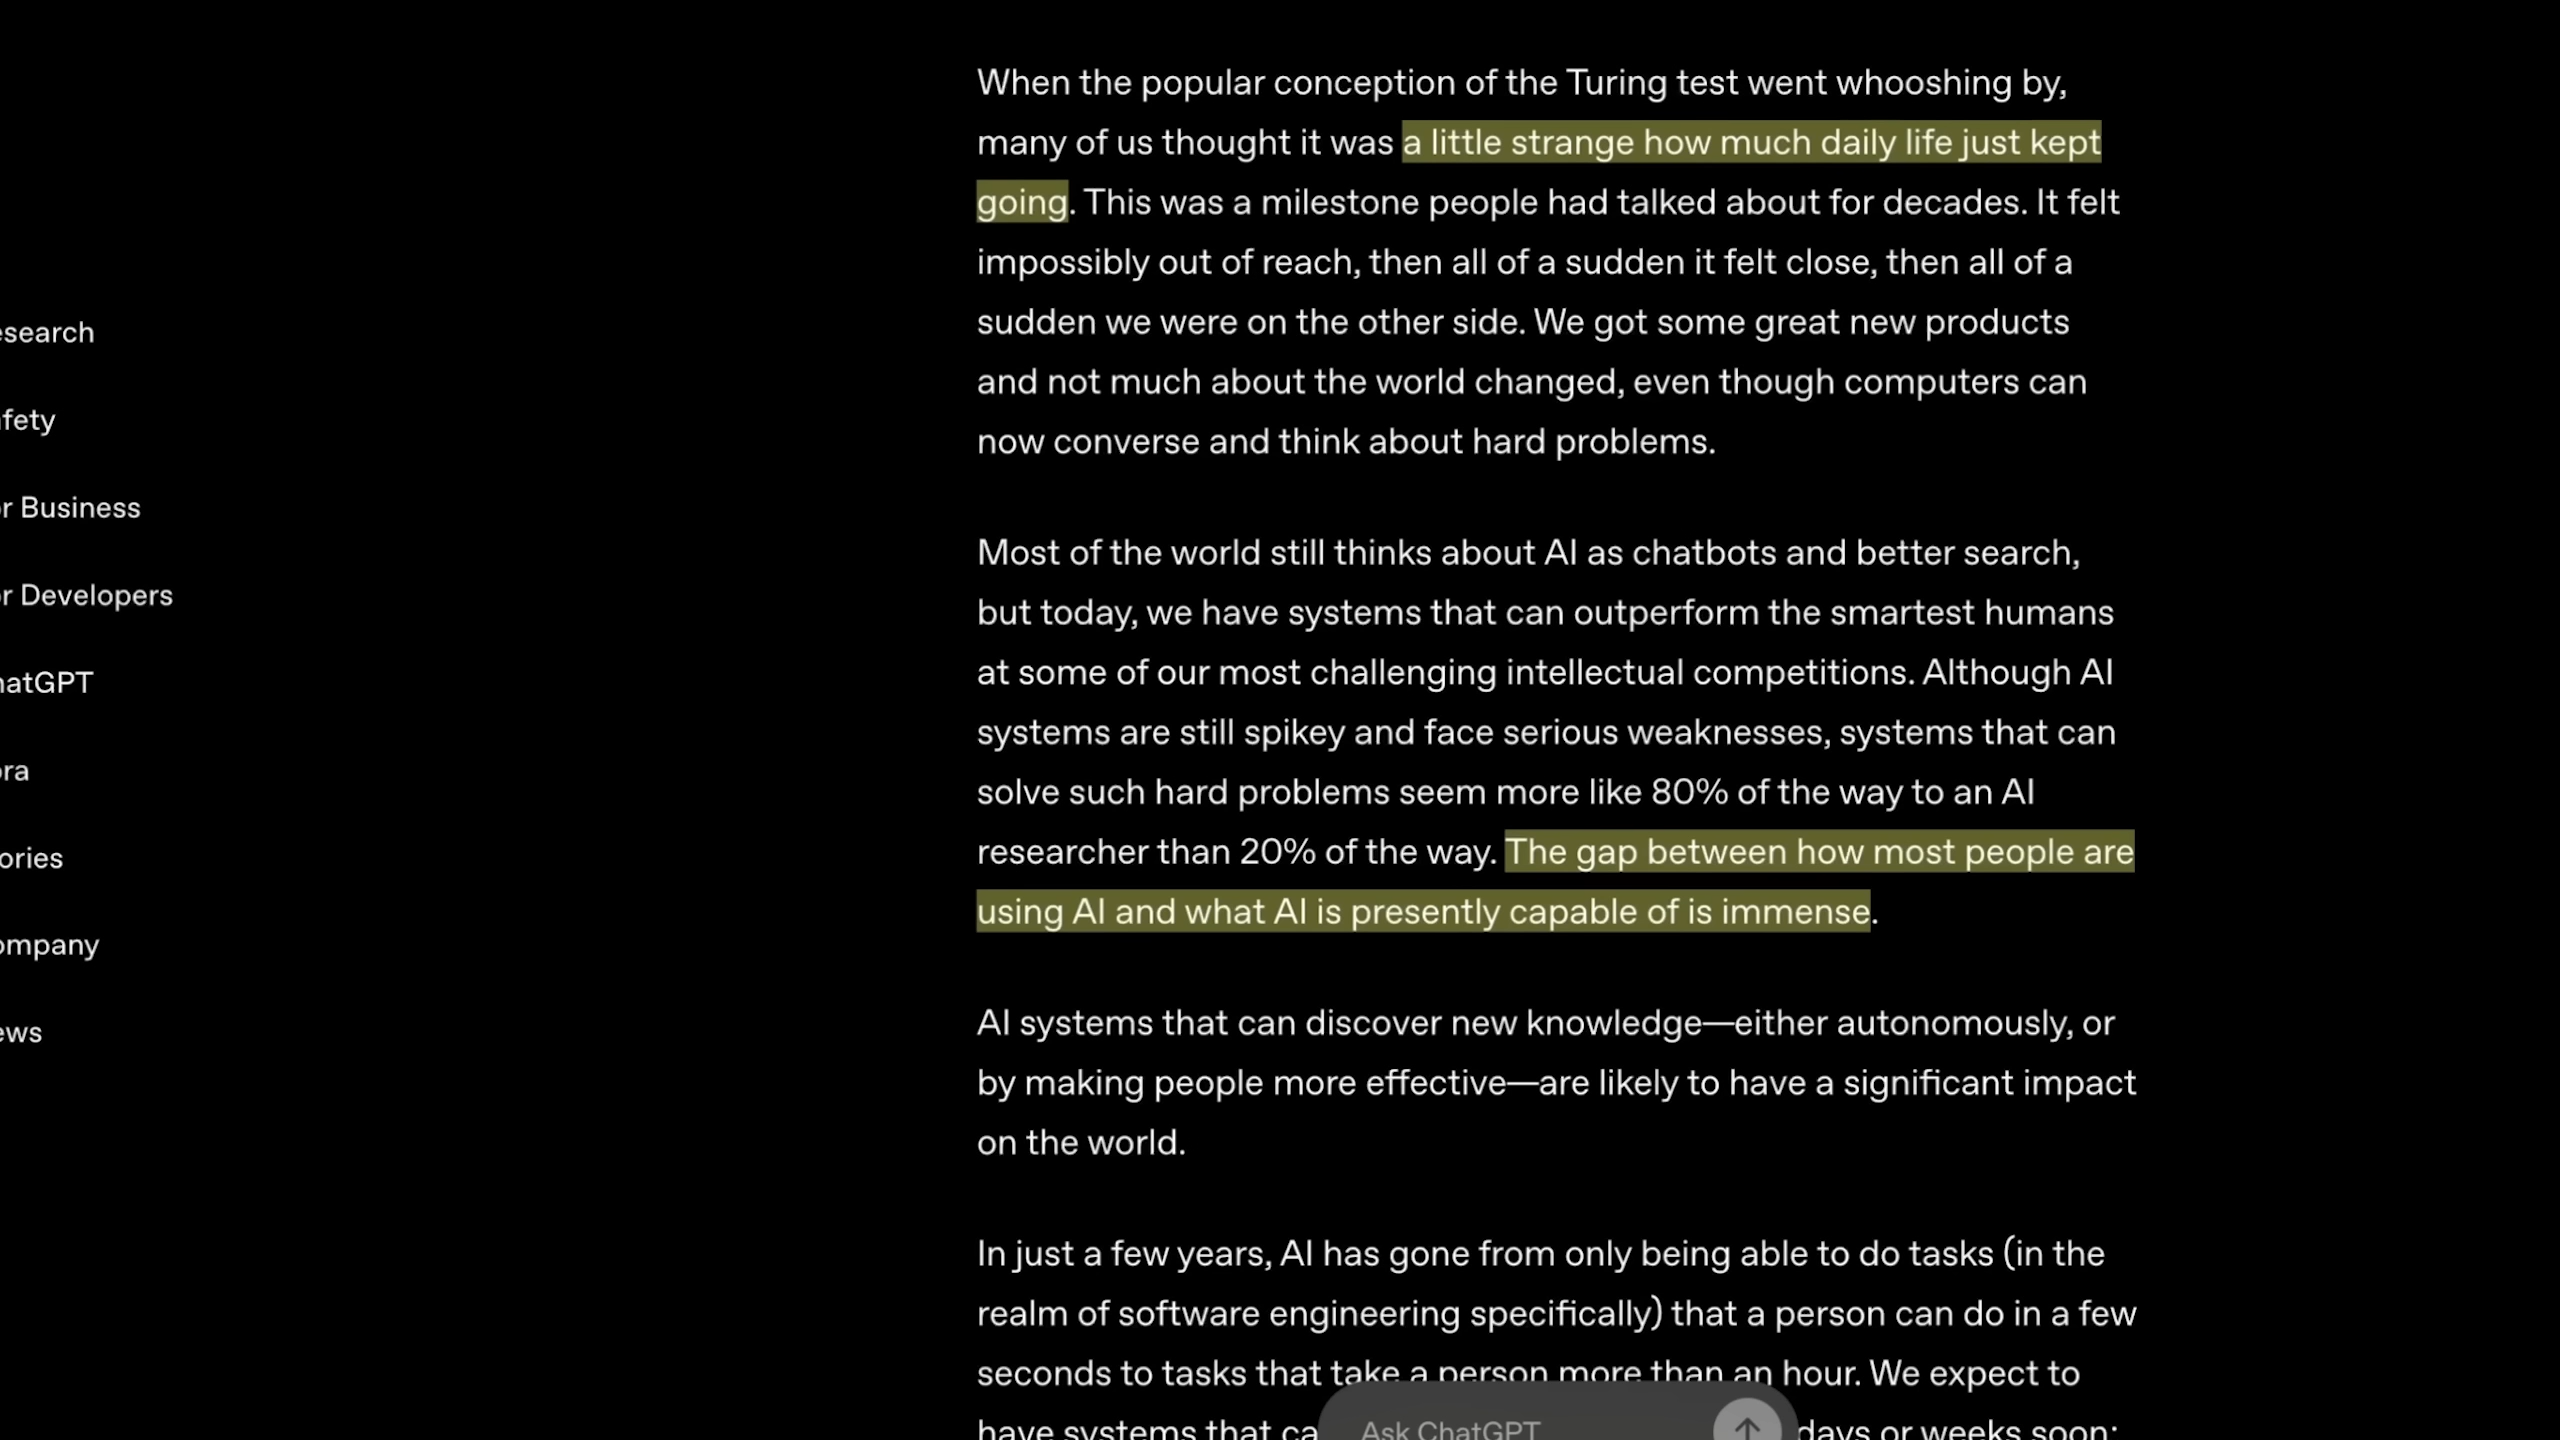 When the popular conception of the Turing test went whooshing by,
many of us thought it was a little strange how much daily life just kept
going. This was a milestone people had talked about for decades. It felt
impossibly out of reach, then all of a sudden it felt close, then all of a
sudden we were on the other side. We got some great new products
and not much about the world changed, even though computers can
now converse and think about hard problems.
esearch
fety
or Business
or Developers
hatGPT
ora
ories
ompany
ews
Most of the world still thinks about AI as chatbots and better search,
but today, we have systems that can outperform the smartest humans
at some of our most challenging intellectual competitions. Although AI
systems are still spikey and face serious weaknesses, systems that can
solve such hard problems seem more like 80% of the way to an AI
researcher than 20% of the way. The gap between how most people are
using AI and what AI is presently capable of is immense.
AI systems that can discover new knowledge—either autonomously, or
by making people more effective—are likely to have a significant impact
on the world.
In just a few years, AI has gone from only being able to do tasks (in the
realm of software engineering specifically) that a person can do in a few
seconds to tasks that take a person more than an hour. We expect to
have systems that ca days or weeks soon;
Ask ChatGPT